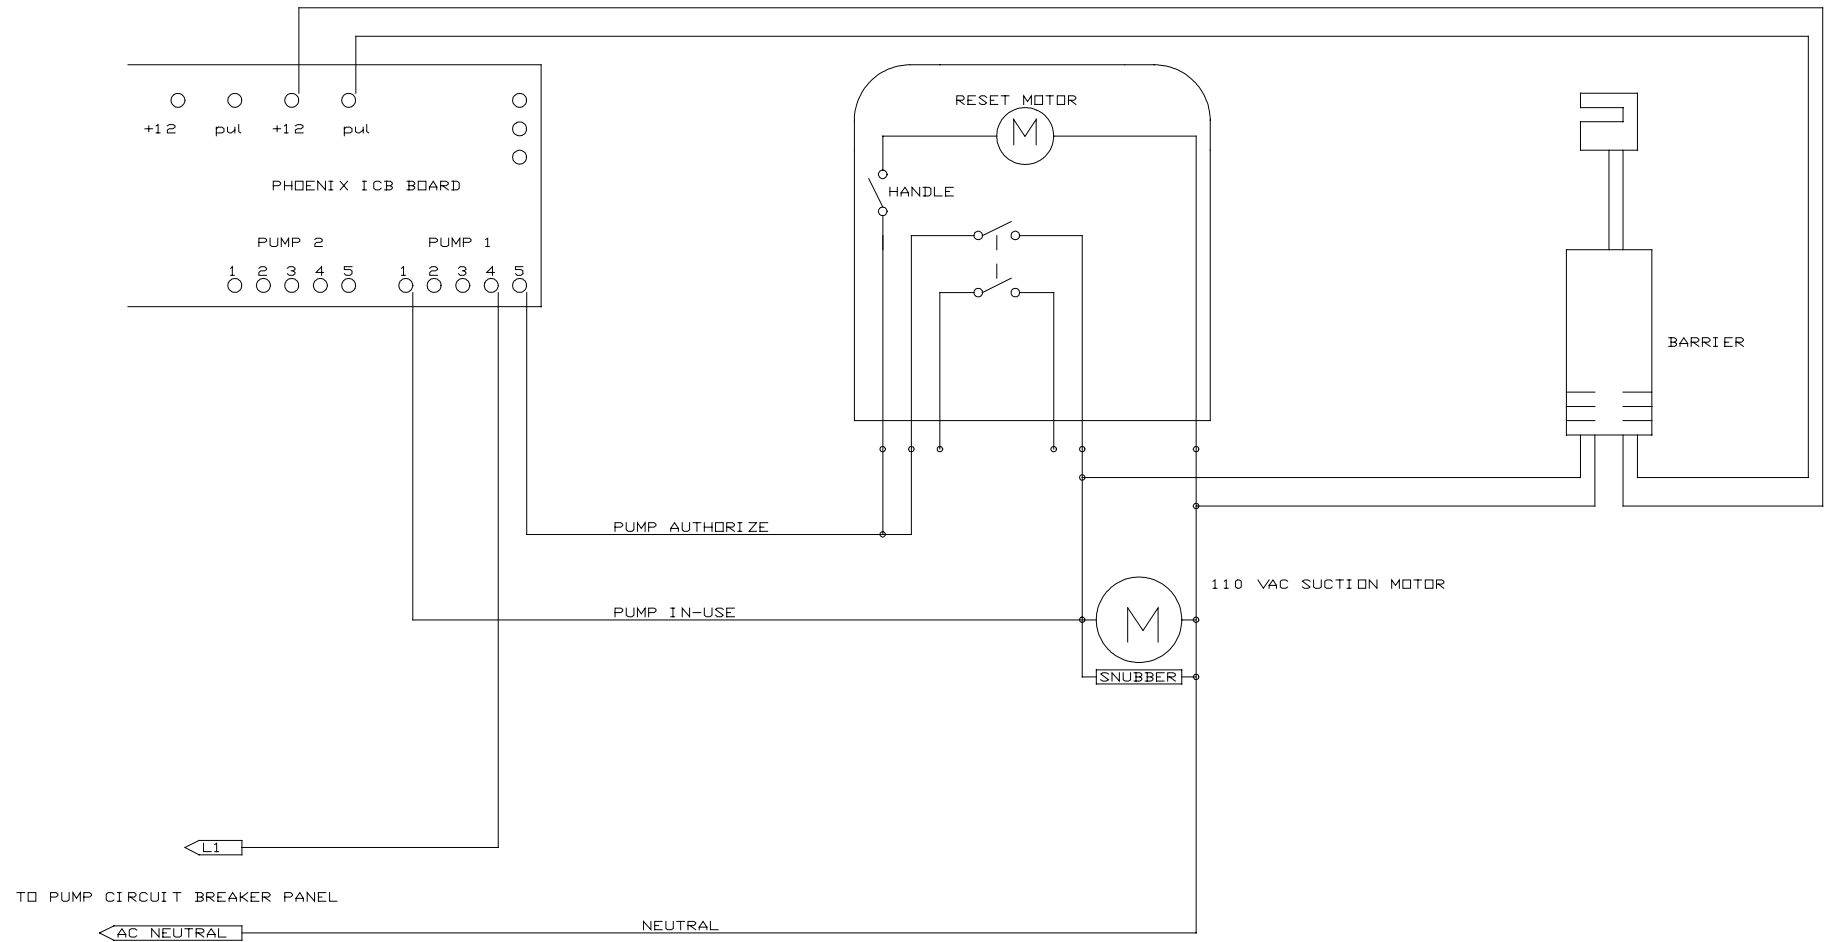 +12 pul +12 pul
PHOENIX ICB BOARD
PUMP 2 PUMP 1
1 2 3 4 5 1 2 3 4 5
RESET MOTOR
M
HANDLE
BARRIER
PUMP AUTHORIZE
PUMP IN-USE
110 VAC SUCTION MOTOR
M
SNUBBER
L1
TO PUMP CIRCUIT BREAKER PANEL
AC NEUTRAL
NEUTRAL